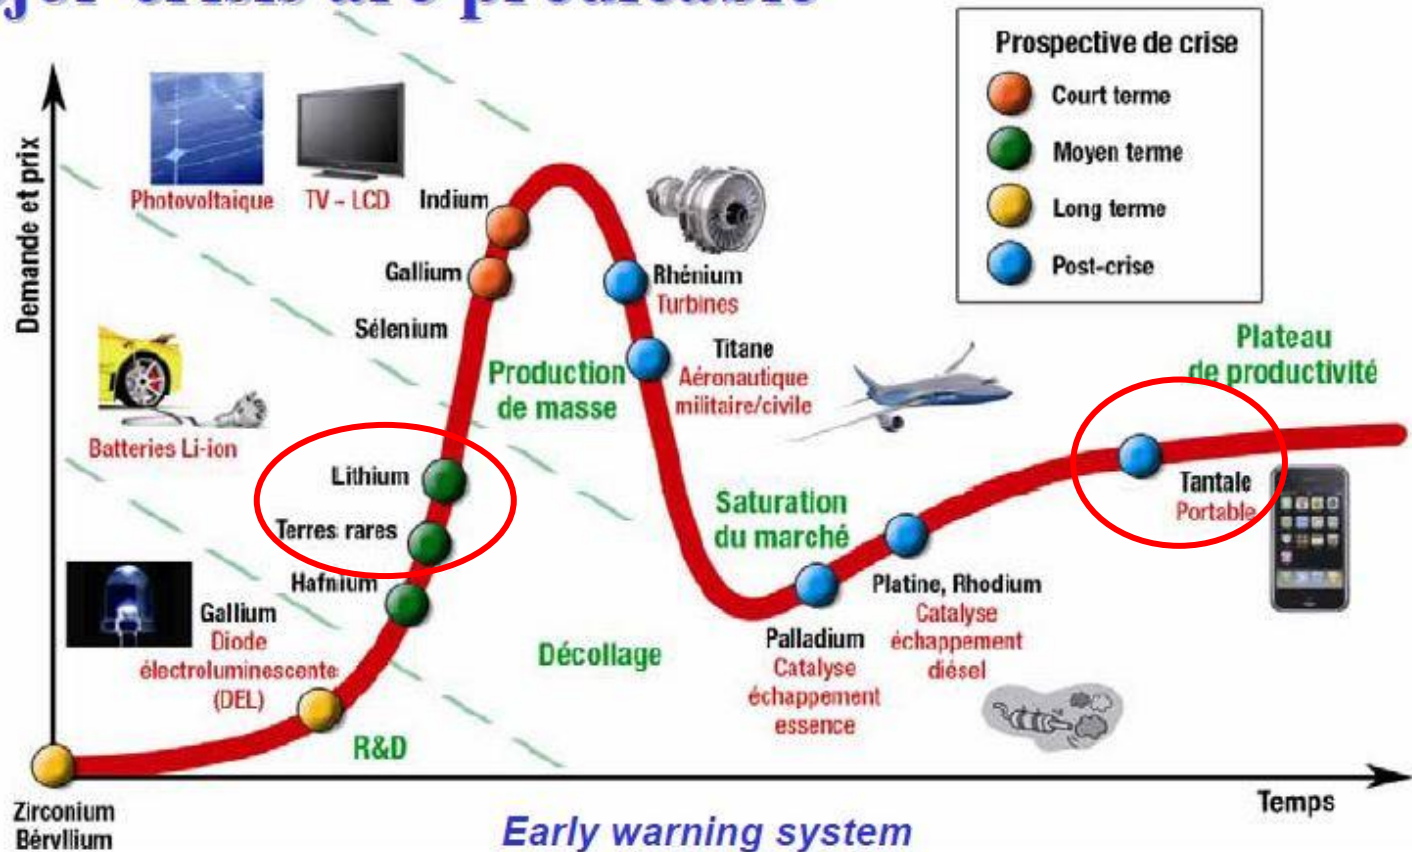 Prospective de crise
Court terme
Moyen terme
Long terme
Post-crise
Demande et prix
Photovoltaique
TV - LCD
Indium
Gallium
Sélenium
Rhénium
Turbines
Titane
Aéronautique
militaire/civile
Production
de masse
Plateau
de productivité
Batteries Li-ion
Lithium
Terres rares
Hafnium
Saturation
du marché
Tantale
Portable
Gallium
Diode
électroluminescente
(DEL)
Décollage
Palladium
Catalyse
échappement
essence
Platine, Rhodium
Catalyse
échappement
diésel
R&D
Zirconium
Béryllium
Temps
Early warning system